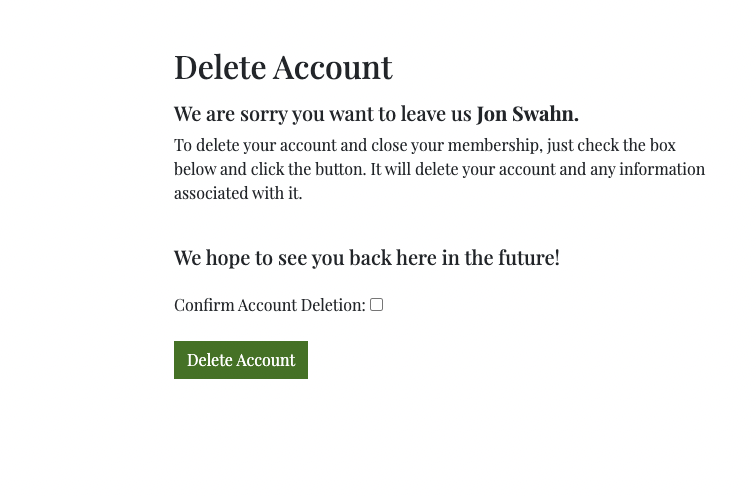 Delete Account
We are sorry you want to leave us Jon Swahn.
To delete your account and close your membership, just check the box
below and click the button. It will delete your account and any information
associated with it.
We hope to see you back here in the future!
Confirm Account Deletion:
Delete Account